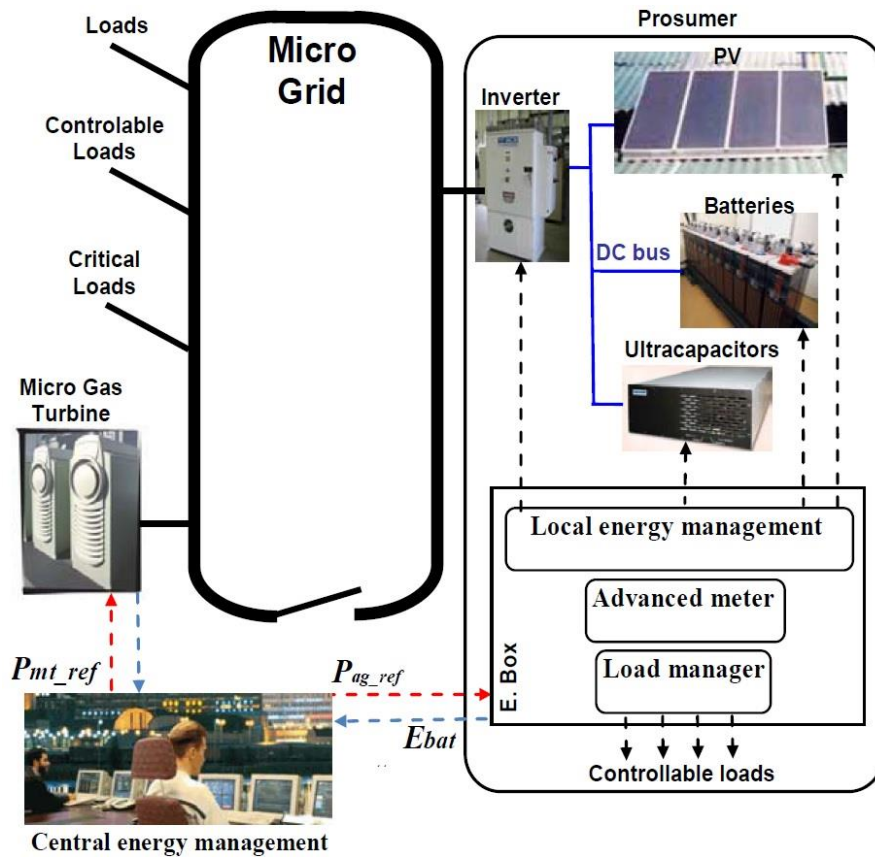 Prosumer
Loads
Micro
Grid
PV
Inverter
Controlable
Loads
Batteries
DC bus
Critical
Loads
Ultracapacitors
Micro Gas
Turbine
Local energy management
Advanced meter
Load manager
E. Box
Pmt_ref
Pag_ref
Ebat
..
Controllable loads
Central energy management